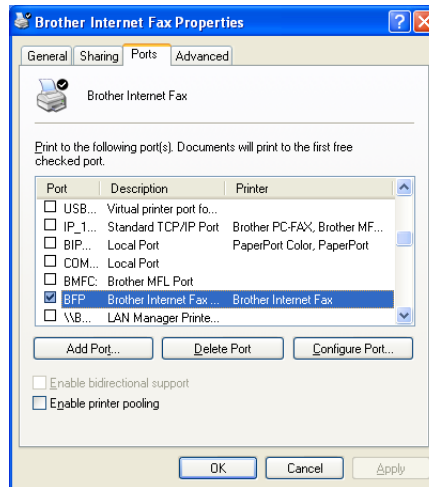 Brother Internet Fax Properties
General Sharing Ports Advanced
Brother Internet Fax
Print to the following port(s). Documents will print to the first free
checked port.
Port Description Printer
USB... Virtual printer port fo...
IP_1... Standard TCP/IP Port Brother PC-FAX, Brother MF...
BIP... Local Port PaperPort Color, PaperPort
COM... Local Port
BMFC: Brother MFL Port
BFP Brother Internet Fax ... Brother Internet Fax
\\B... LAN Manager Printe...
Add Port... Delete Port Configure Port...
Enable bidirectional support
Enable printer pooling
OK Cancel Apply